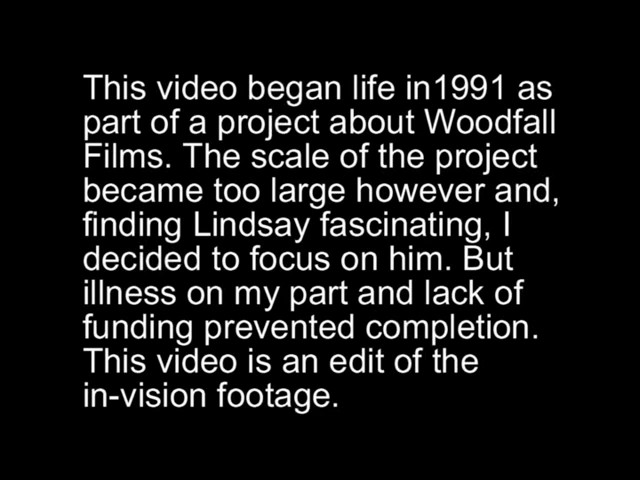 This video began life in1991 as
part of a project about Woodfall
Films. The scale of the project
became too large however and,
finding Lindsay fascinating, I
decided to focus on him. But
illness on my part and lack of
funding prevented completion.
This video is an edit of the
in-vision footage.